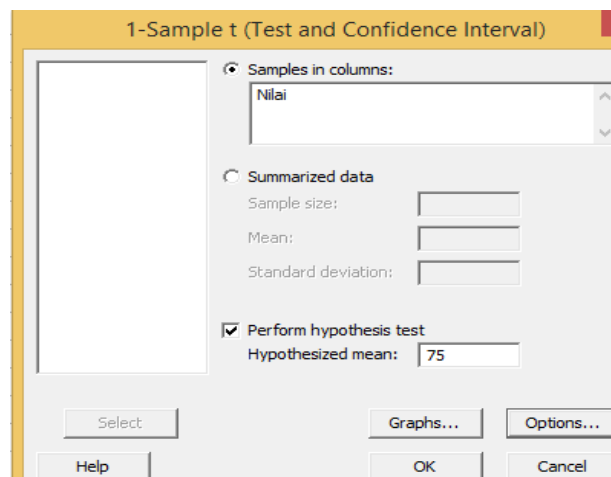 1-Sample t (Test and Confidence Interval)
Samples in columns:
Nilai
Summarized data
Sample size:
Mean:
Standard deviation:
Perform hypothesis test
Hypothesized mean: 75
Select
Graphs...
Options...
Help
OK
Cancel